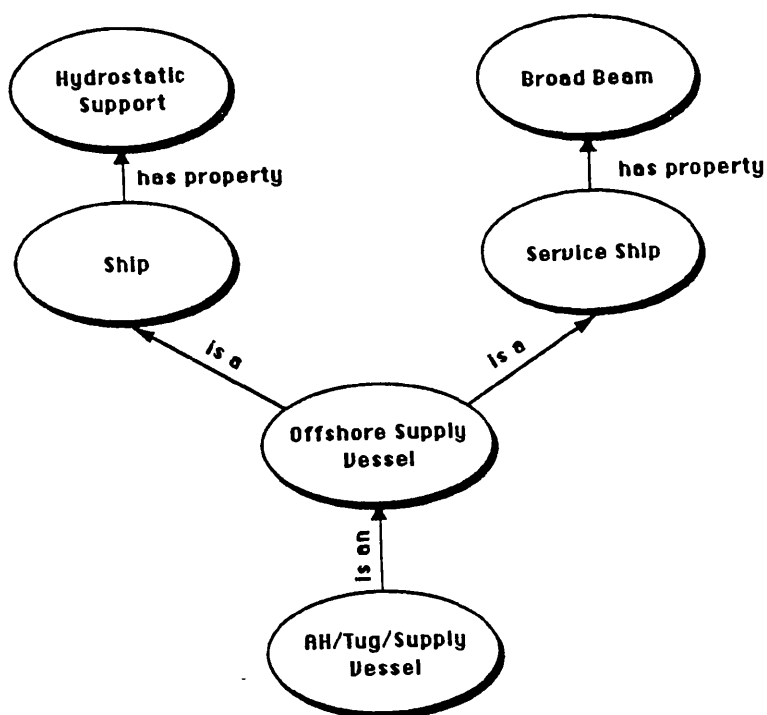 Hydrostatic
Support
Broad Beam
has property
has property
Ship
Service Ship
is a
is a
Offshore Supply
Vessel
is an
AH/Tug/Supply
Vessel